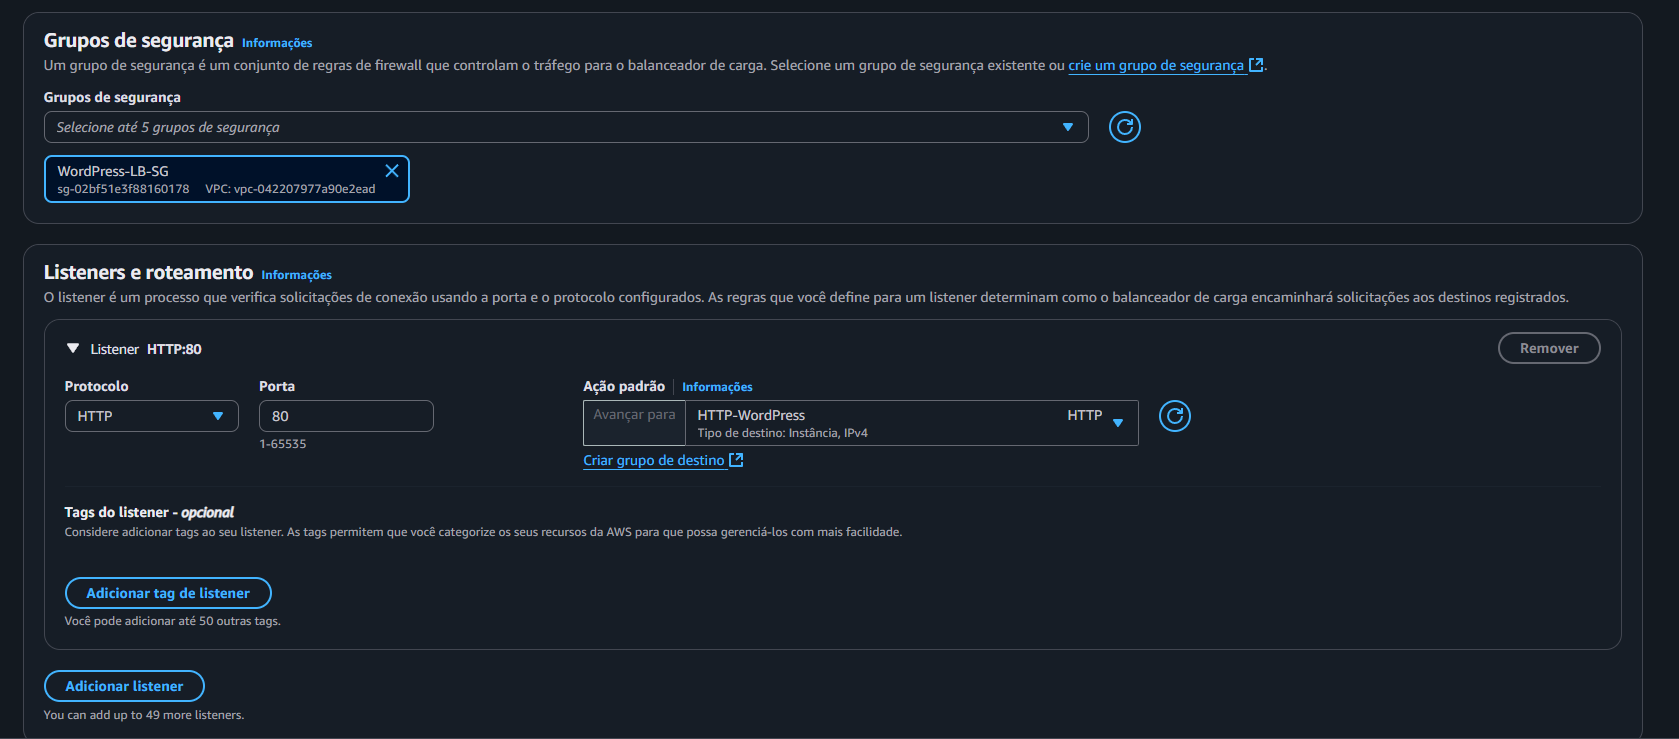 Grupos de segurança Informações
Um grupo de segurança é um conjunto de regras de firewall que controlam o tráfego para o balanceador de carga. Selecione um grupo de segurança existente ou crie um grupo de segurança.
Grupos de segurança
Selecione até 5 grupos de segurança
WordPress-LB-SG
sg-02bf51e3f88160178 VPC: vpc-042207977a90e2ead
Listeners e roteamento Informações
O listener é um processo que verifica solicitações de conexão usando a porta e o protocolo configurados. As regras que você define para um listener determinam como o balanceador de carga encaminhará solicitações aos destinos registrados.
Listener HTTP:80
Remover
Protocolo Porta Ação padrão Informações
HTTP 80 Avançar para HTTP-WordPress HTTP
Tipo de destino: Instância, IPv4
1-65535
Criar grupo de destino
Tags do listener - opcional
Considere adicionar tags ao seu listener. As tags permitem que você categorize os seus recursos da AWS para que possa gerenciá-los com mais facilidade.
Adicionar tag de listener
Você pode adicionar até 50 outras tags.
Adicionar listener
You can add up to 49 more listeners.